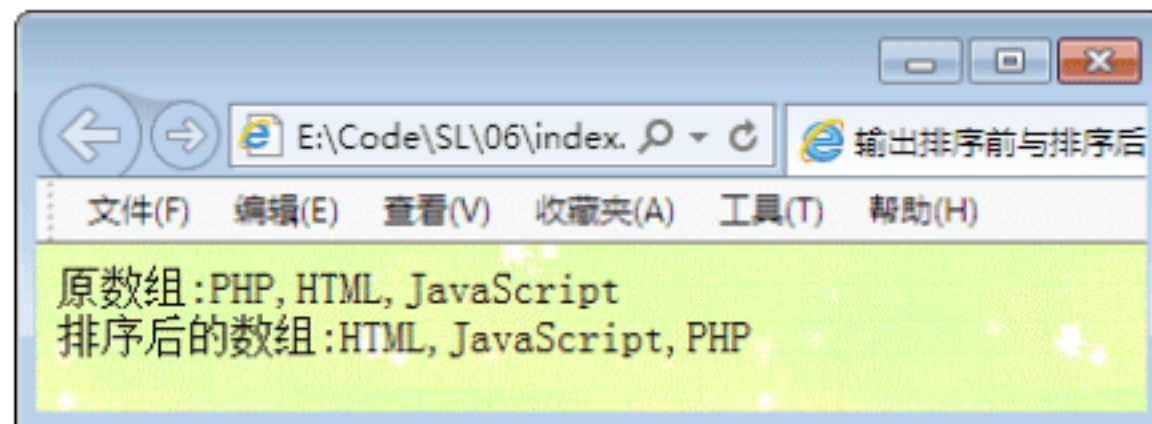 E:\Code\SL\06\index.
输出排序前与排序后
文件(F) 编辑(E) 查看(V) 收藏夹(A) 工具(T) 帮助(H)
原数组:PHP,HTML,JavaScript
排序后的数组:HTML,JavaScript,PHP